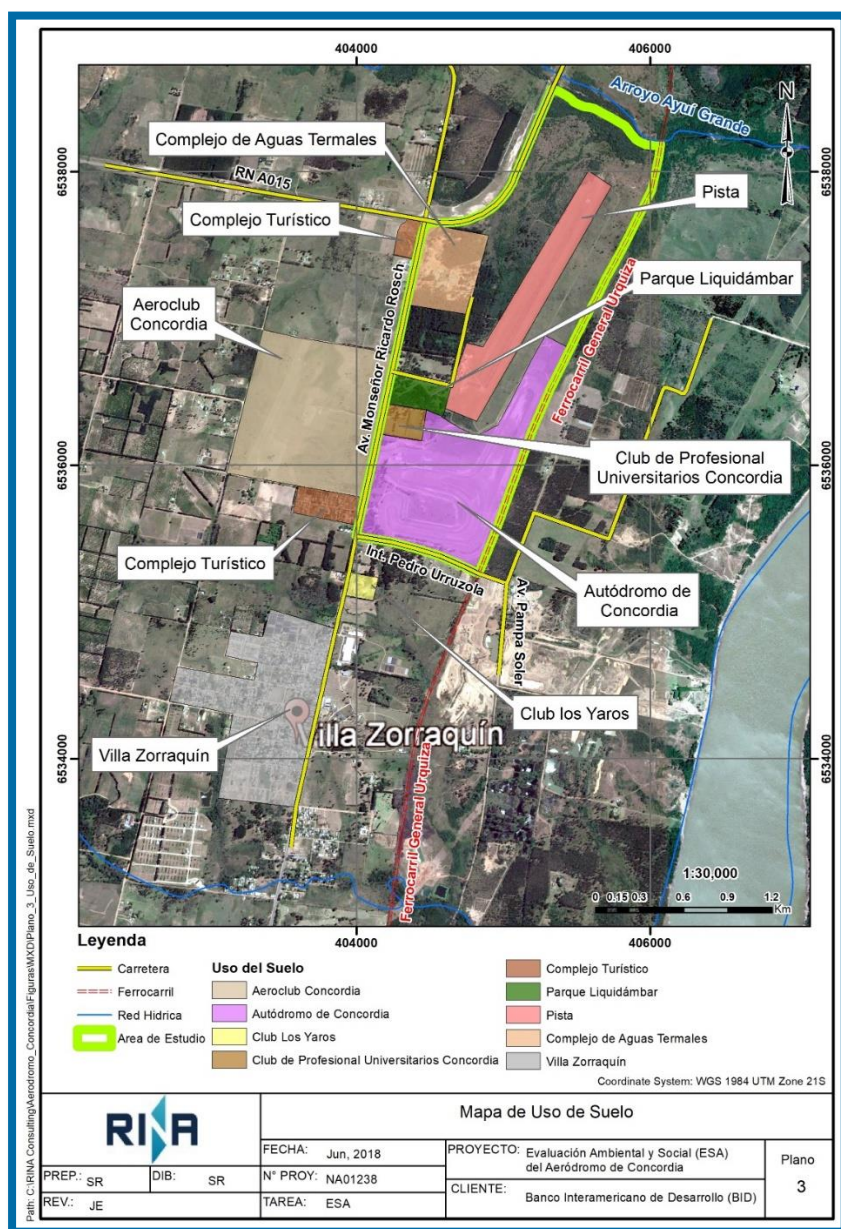 404000
406000
Arroyo Ayuí Grande
N
Complejo de Aguas Termales
6538000
6538000
RN A015
Pista
Complejo Turístico
Parque Liquidámbar
Aeroclub
Concordia
Av. Monseñor Ricardo Rosch
Ferrocarril General Urquiza
6536000
6536000
Club de Profesional
Universitarios Concordia
Complejo Turístico
Int. Pedro Urruzola
Autódromo de
Concordia
Av. Pampa Soler
Club los Yaros
Villa Zorraquín
illa Zorraquín
6534000
6534000
Ferrocarril General Urquiza
1:30,000
0 0.15 0.3 0.6 0.9 1.2
Km
404000
406000
Leyenda
Carretera
Ferrocarril
Red Hidrica
Area de Estudio
Uso del Suelo
Aeroclub Concordia
Autódromo de Concordia
Club Los Yaros
Club de Profesional Universitarios Concordia
Complejo Turístico
Parque Liquidámbar
Pista
Complejo de Aguas Termales
Villa Zorraquín
Coordinate System: WGS 1984 UTM Zone 21S
Path: C:\RINA Consulting\Aerodromo_Concordia\Figuras\MXD\Plano_3_Uso_de_Suelo.mxd
RINA
Mapa de Uso de Suelo
FECHA: Jun, 2018
PROYECTO: Evaluación Ambiental y Social (ESA)
del Aeródromo de Concordia
Plano
3
PREP.: SR
DIB: SR
N° PROY: NA01238
CLIENTE: Banco Interamericano de Desarrollo (BID)
REV.: JE
TAREA: ESA